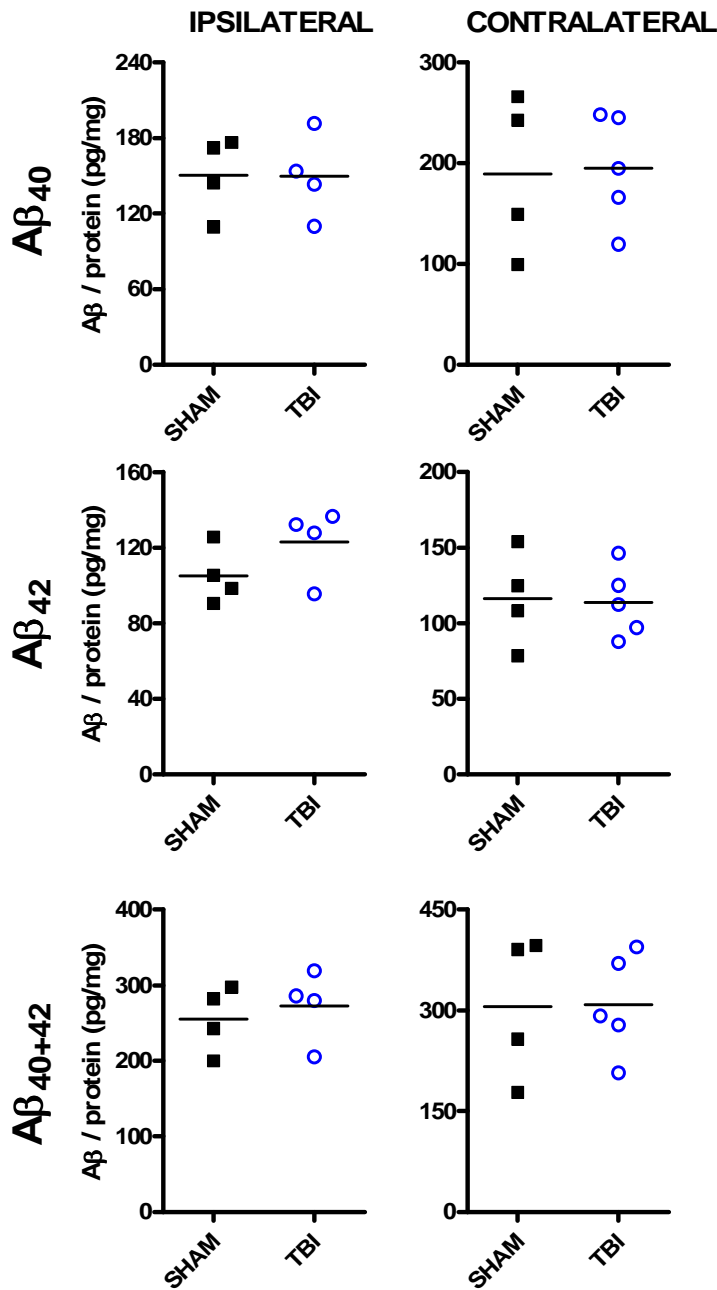 IPSILATERAL
CONTRALATERAL
Aβ40
Aβ / protein (pg/mg)
240
180
120
60
0
SHAM
TBI
300
200
100
0
SHAM
TBI
Aβ42
Aβ / protein (pg/mg)
160
120
80
40
0
SHAM
TBI
200
150
100
50
0
SHAM
TBI
Aβ40+42
Aβ / protein (pg/mg)
400
300
200
100
0
SHAM
TBI
450
300
150
0
SHAM
TBI